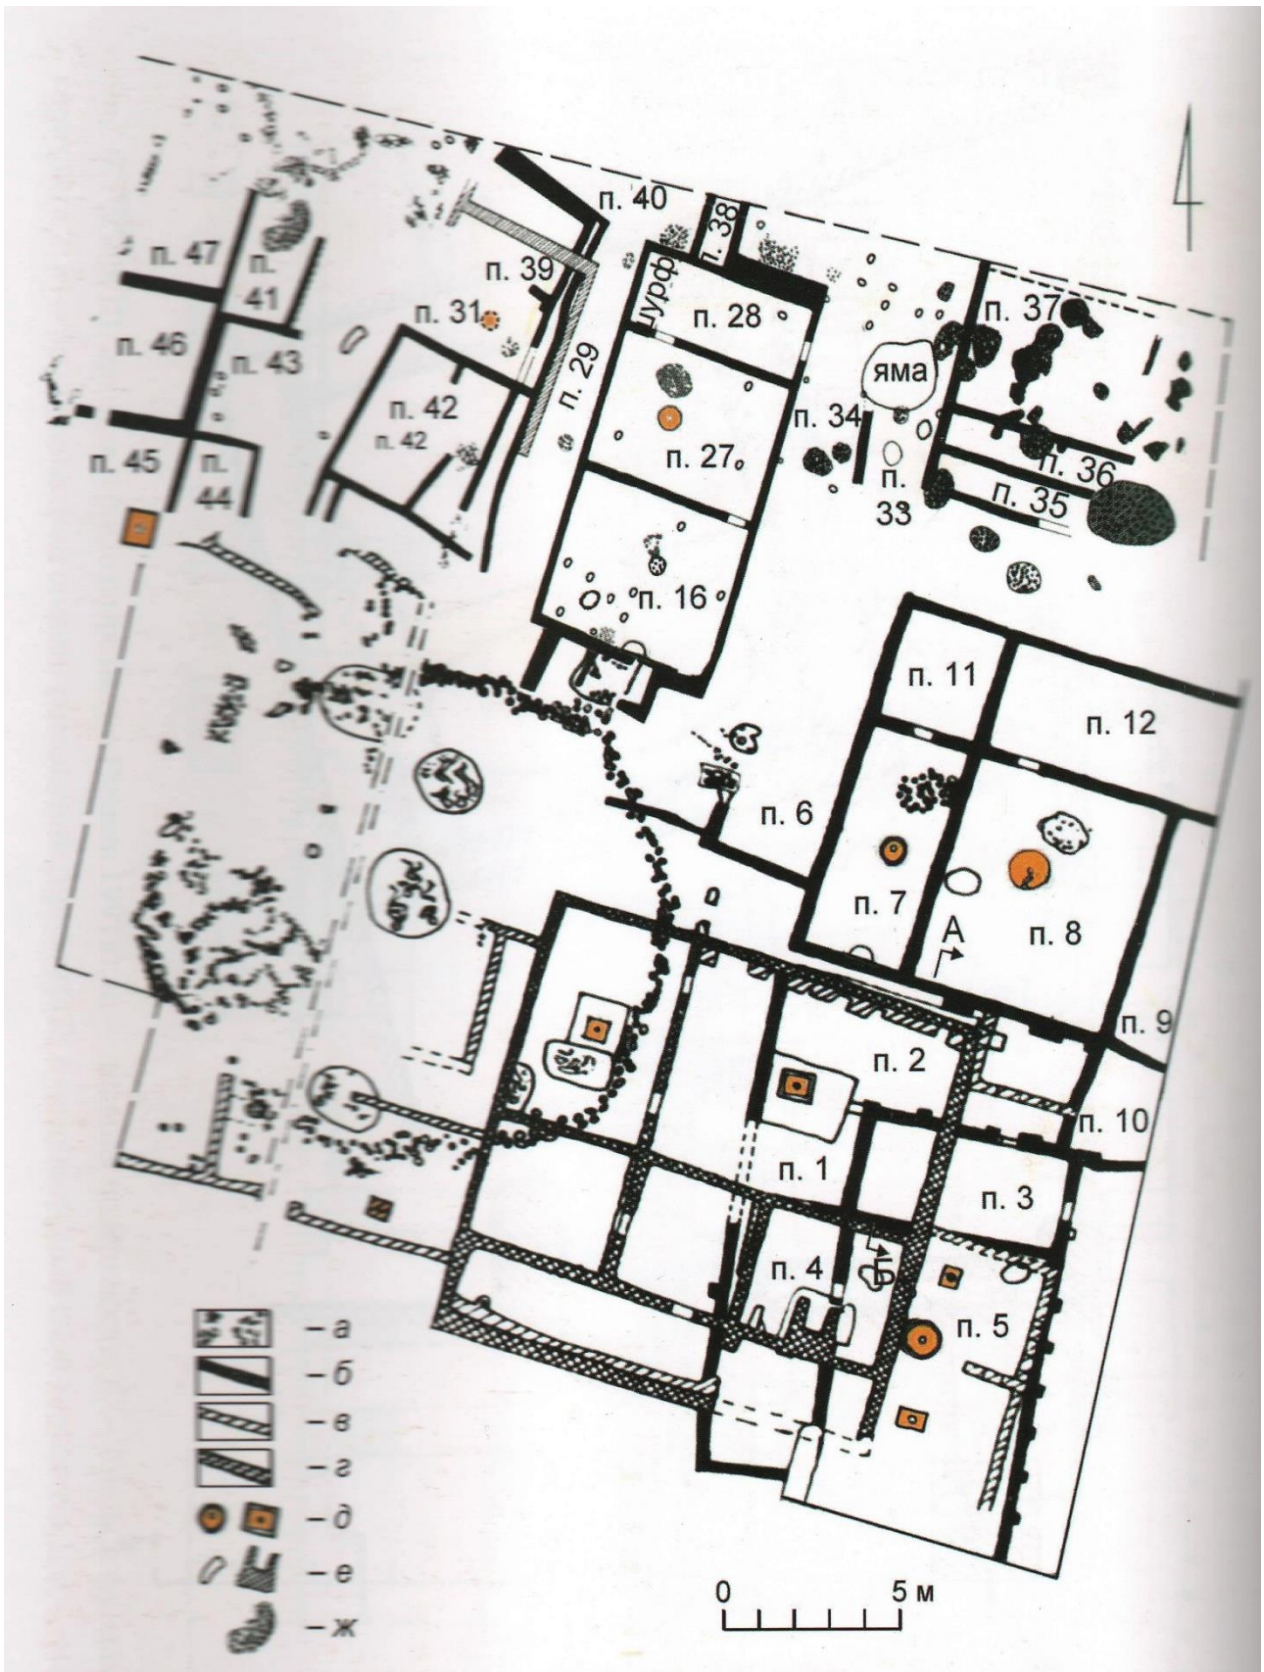 п. 40
п. 38
п. 47
п.
41
п. 39
шурф
п. 37
п. 31
п. 28
п. 46
п. 43
п. 29
яма
п. 42
п. 42
п. 34
п. 45
п.
44
п. 27
п. 36
п.
33
п. 35
п. 16
п. 11
п. 12
п. 6
п. 7
А
п. 8
п. 9
п. 2
п. 10
п. 1
п. 3
п. 4
Б
п. 5
– а
– б
– в
– г
– д
– е
– ж
0 5 м